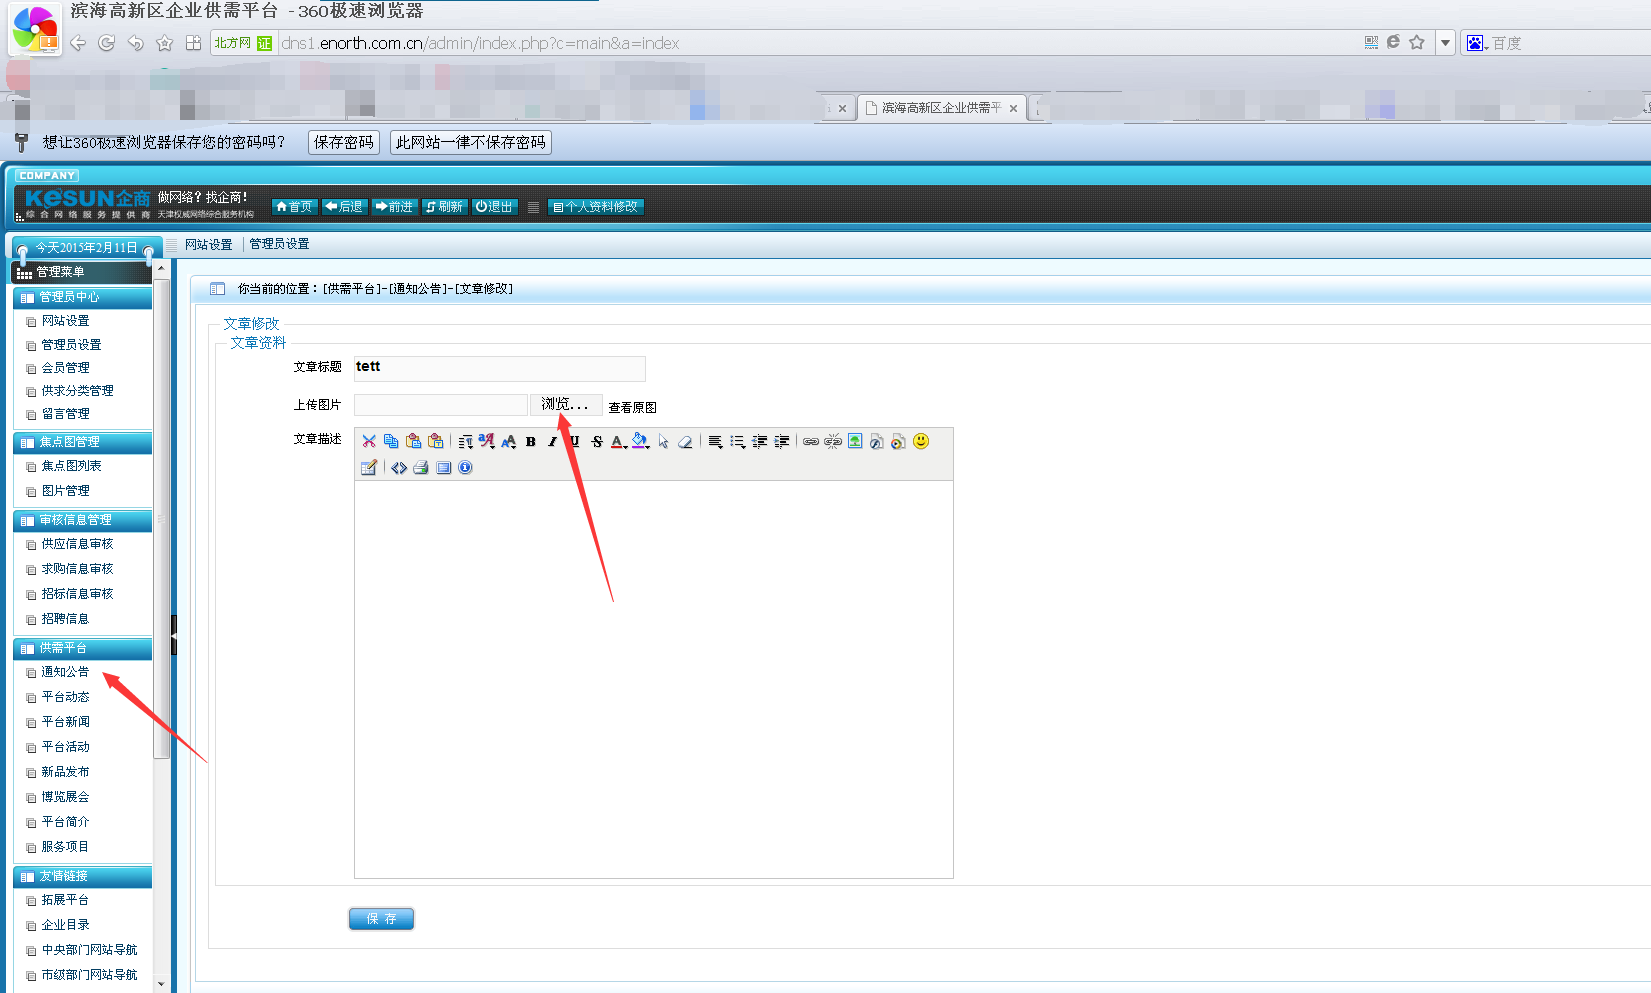 滨海高新区企业供需平台 -360极速浏览器
北方网 证 dns1.enorth.com.cn/admin/index.php?c=main&a=index
百度
滨海高新区企业供需平
想让360极速浏览器保存您的密码吗? 保存密码 此网站一律不保存密码
COMPANY
KeSUN企商 做网络?找企商!
综合网络服务提供商 天津权威网络综合服务机构
首页 后退 前进 刷新 退出 个人资料修改
今天2015年2月11日 网站设置 管理员设置
管理菜单
管理员中心
网站设置
管理员设置
会员管理
供求分类管理
留言管理
焦点图管理
焦点图列表
图片管理
审核信息管理
供应信息审核
求购信息审核
招标信息审核
招聘信息
供需平台
通知公告
平台动态
平台新闻
平台活动
新品发布
博览展会
平台简介
服务项目
友情链接
拓展平台
企业目录
中央部门网站导航
市级部门网站导航
你当前的位置：[供需平台]-[通知公告]-[文章修改]
文章修改
文章资料
文章标题 tett
上传图片 浏览... 查看原图
文章描述
保 存